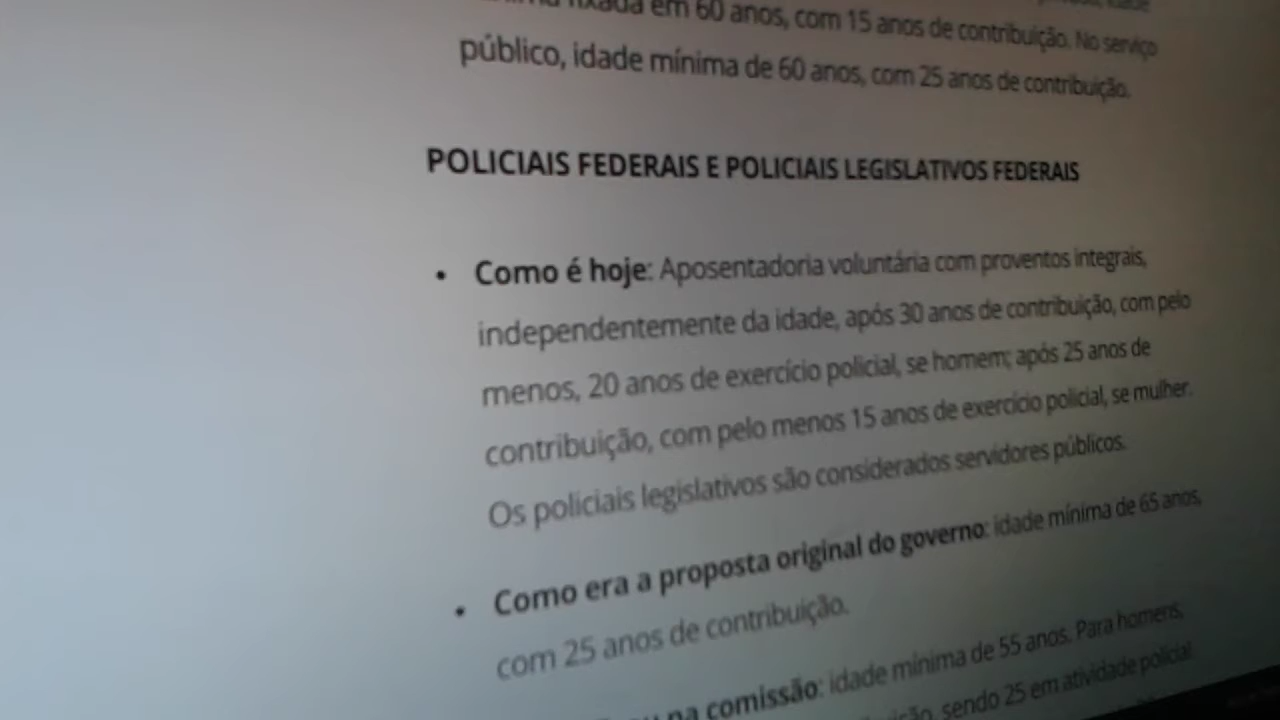 fixada em 60 anos, com 15 anos de contribuição. No serviço
público, idade mínima de 60 anos, com 25 anos de contribuição.
POLICIAIS FEDERAIS E POLICIAIS LEGISLATIVOS FEDERAIS
• Como é hoje: Aposentadoria voluntária com proventos integrais,
independentemente da idade, após 30 anos de contribuição, com pelo
menos, 20 anos de exercício policial, se homem; após 25 anos de
contribuição, com pelo menos 15 anos de exercício policial, se mulher.
Os policiais legislativos são considerados servidores públicos.
• Como era a proposta original do governo: idade mínima de 65 anos,
com 25 anos de contribuição.
na comissão: idade mínima de 55 anos. Para homens,
sendo 25 em atividade policial